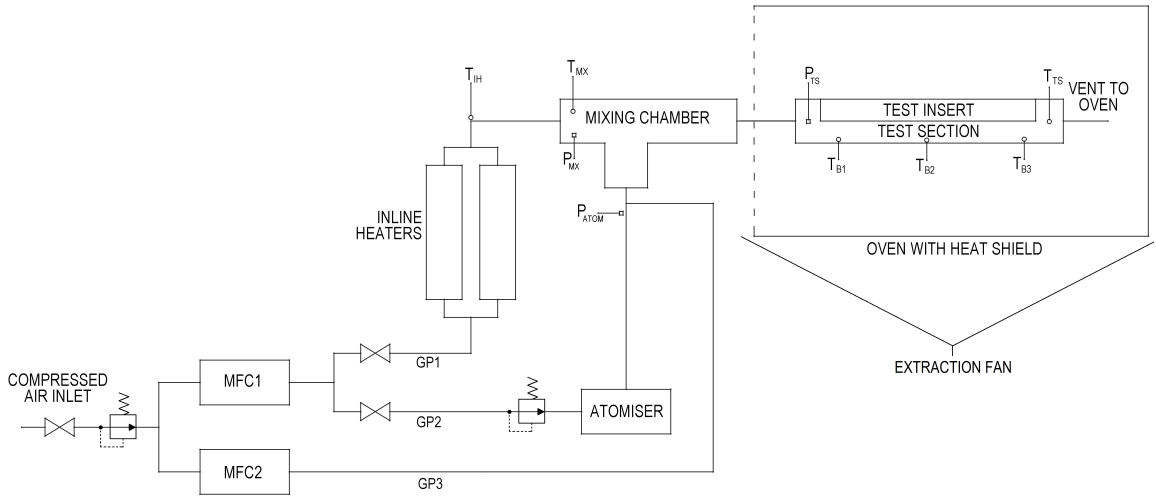 T_IH
T_MX
MIXING CHAMBER
P_MX
P_ATOM
P_TS
T_TS
VENT TO
OVEN
TEST INSERT
TEST SECTION
T_B1
T_B2
T_B3
OVEN WITH HEAT SHIELD
EXTRACTION FAN
INLINE
HEATERS
COMPRESSED
AIR INLET
MFC1
GP1
GP2
ATOMISER
MFC2
GP3